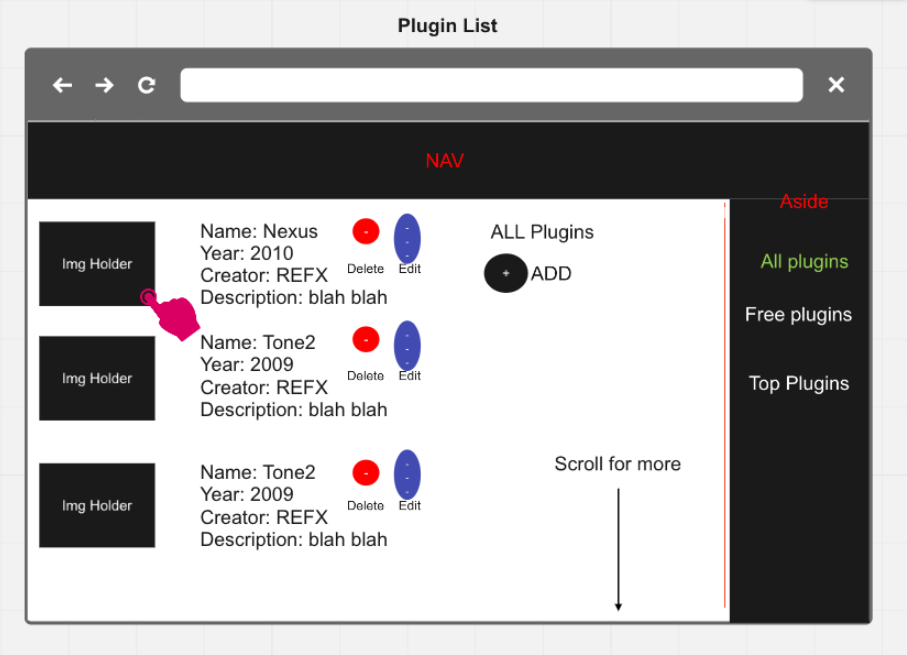 Plugin List
NAV
Aside
Img Holder
Name: Nexus
Year: 2010
Creator: REFX
Description: blah blah
-
Delete
-
-
-
Edit
ALL Plugins
+
ADD
All plugins
Free plugins
Top Plugins
Img Holder
Name: Tone2
Year: 2009
Creator: REFX
Description: blah blah
-
Delete
-
-
-
Edit
Img Holder
Name: Tone2
Year: 2009
Creator: REFX
Description: blah blah
-
Delete
-
-
-
Edit
Scroll for more